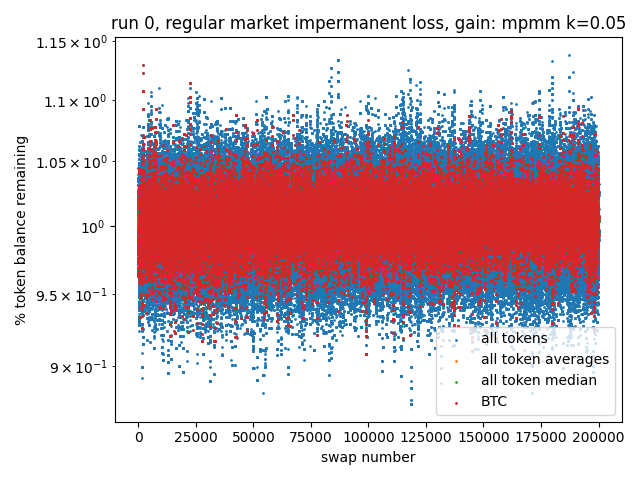 run 0, regular market impermanent loss, gain: mpmm k=0.05
% token balance remaining
1.15 × 10⁰
1.1 × 10⁰
1.05 × 10⁰
10⁰
9.5 × 10⁻¹
9 × 10⁻¹
all tokens
all token averages
all token median
BTC
0 25000 50000 75000 100000 125000 150000 175000 200000
swap number